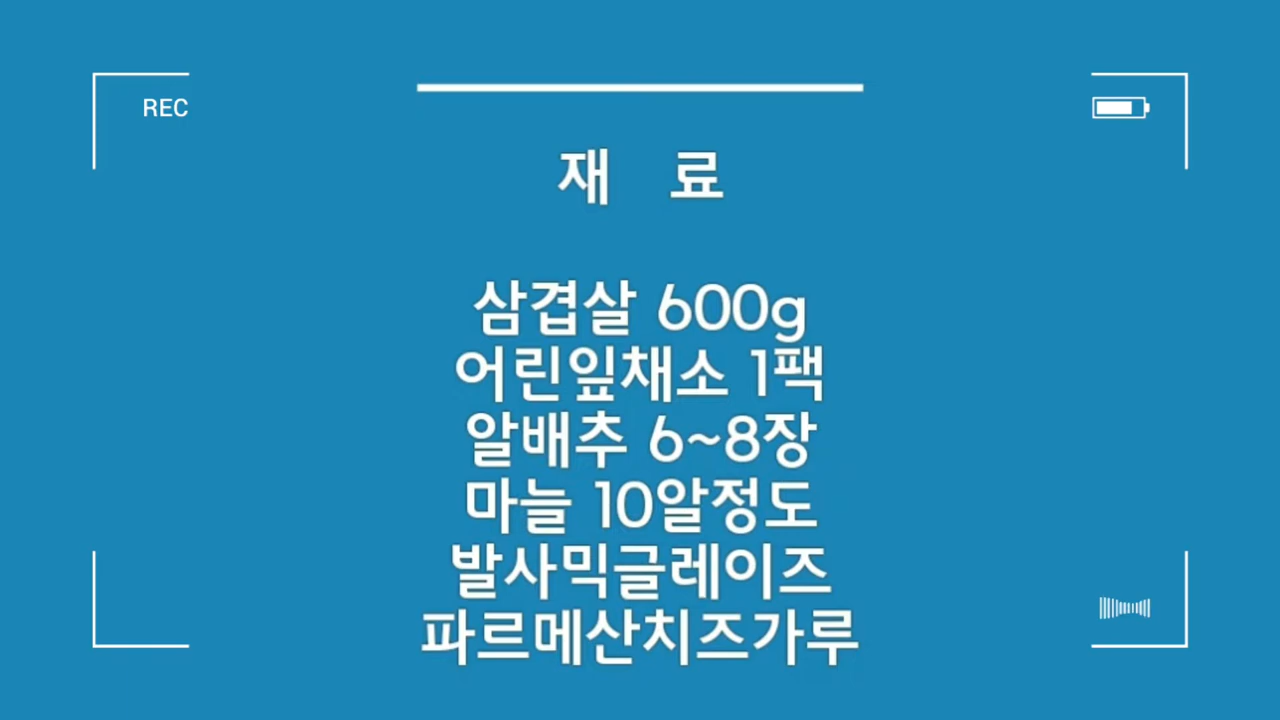 REC
재 료
삼겹살 600g
어린잎채소 1팩
알배추 6~8장
마늘 10알정도
발사믹글레이즈
파르메산치즈가루